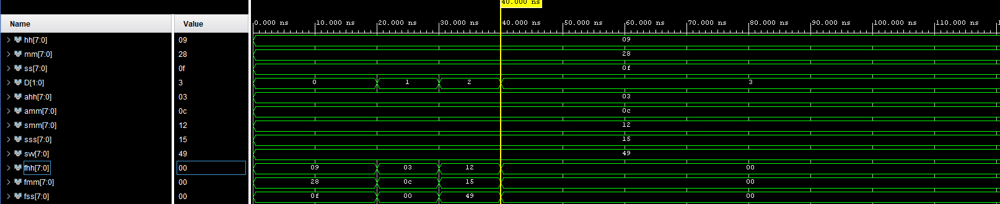 40.000 ns
Name Value 0.000 ns 10.000 ns 20.000 ns 30.000 ns 40.000 ns 50.000 ns 60.000 ns 70.000 ns 80.000 ns 90.000 ns 100.000 ns 110.000 ns
hh[7:0] 09 09
mm[7:0] 28 28
ss[7:0] 0f 0f
D[1:0] 3 0 1 2 3
ahh[7:0] 03 03
amm[7:0] 0c 0c
smm[7:0] 12 12
sss[7:0] 15 15
sw[7:0] 49 49
fhh[7:0] 00 09 03 12 00
fmm[7:0] 00 28 0c 15 00
fss[7:0] 00 0f 00 49 00